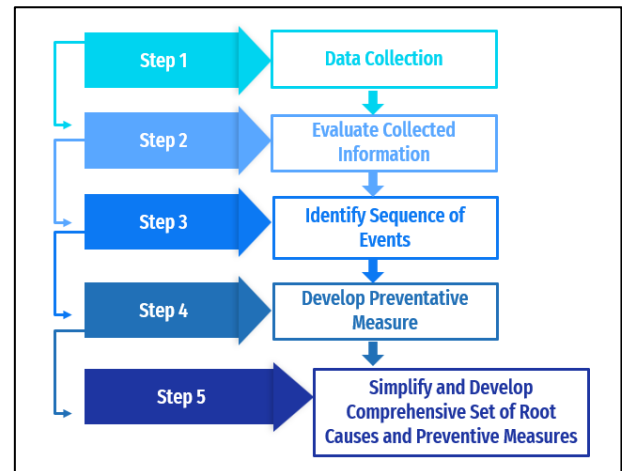 Step 1
Data Collection
Step 2
Evaluate Collected
Information
Step 3
Identify Sequence of
Events
Step 4
Develop Preventative
Measure
Step 5
Simplify and Develop
Comprehensive Set of Root
Causes and Preventive Measures